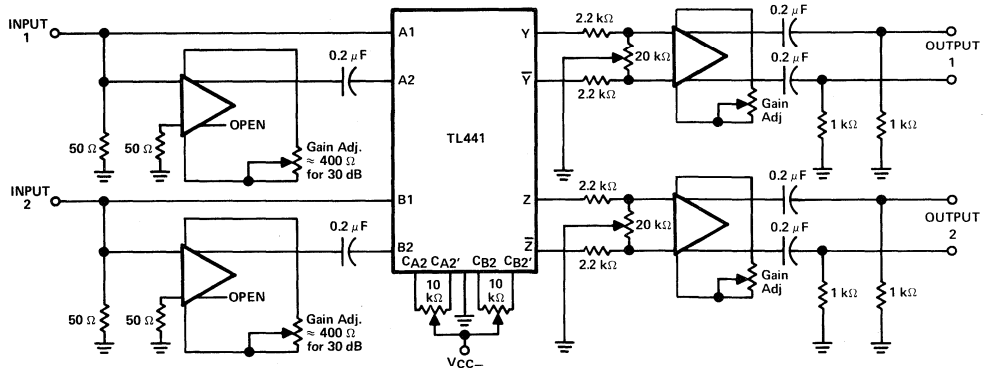 INPUT
1
A1
0.2 μF
A2
OPEN
50 Ω
50 Ω
Gain Adj.
≈ 400 Ω
for 30 dB
INPUT
2
B1
0.2 μF
B2
OPEN
50 Ω
50 Ω
Gain Adj.
≈ 400 Ω
for 30 dB
TL441
CA2 CA2' CB2 CB2'
10
kΩ
10
kΩ
VCC−
Y
Y̅
Z
Z̅
2.2 kΩ
20 kΩ
2.2 kΩ
Gain
Adj
0.2 μF
0.2 μF
1 kΩ
1 kΩ
OUTPUT
1
2.2 kΩ
20 kΩ
2.2 kΩ
Gain
Adj
0.2 μF
0.2 μF
1 kΩ
1 kΩ
OUTPUT
2